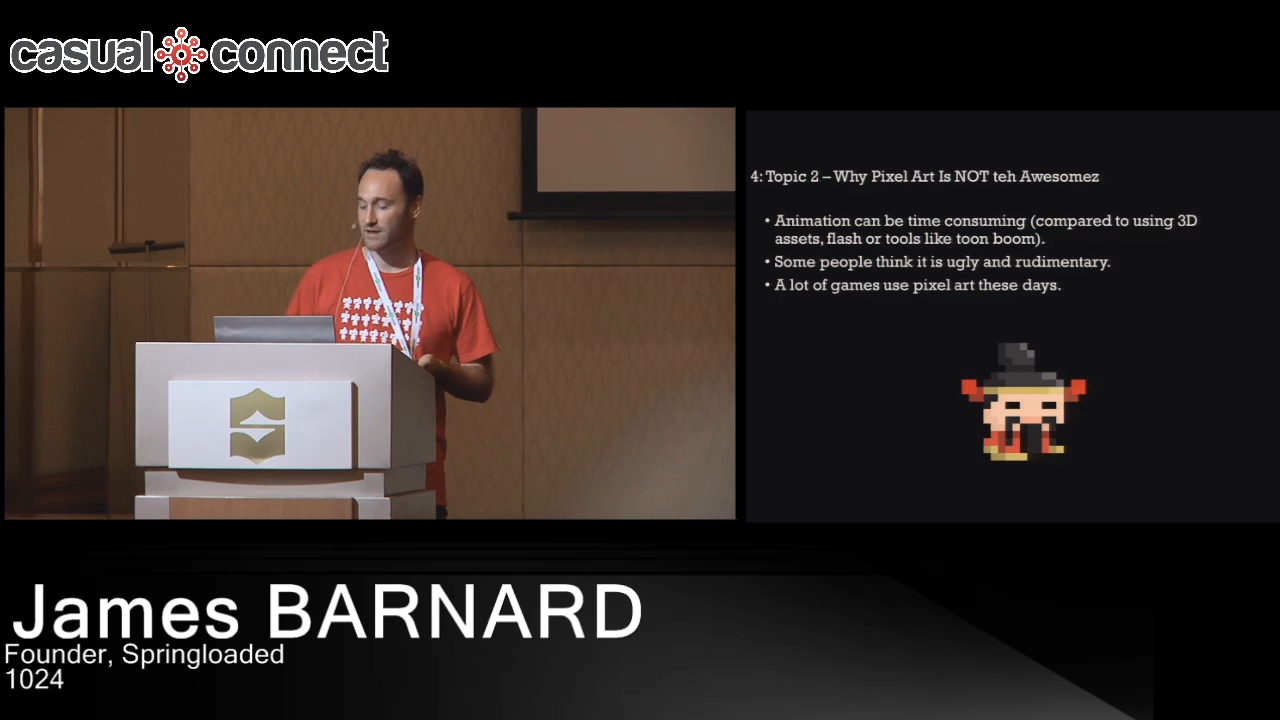 casual connect
4: Topic 2 – Why Pixel Art Is NOT teh Awesomez
• Animation can be time consuming (compared to using 3D
assets, flash or tools like toon boom).
• Some people think it is ugly and rudimentary.
• A lot of games use pixel art these days.
James BARNARD
Founder, Springloaded
1024